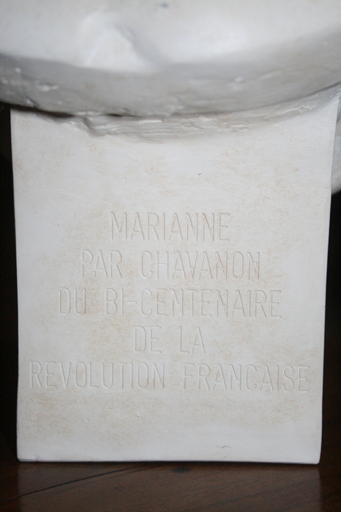 MARIANNE
PAR CHAVANON
DU BI-CENTENAIRE
DE LA
REVOLUTION FRANCAISE